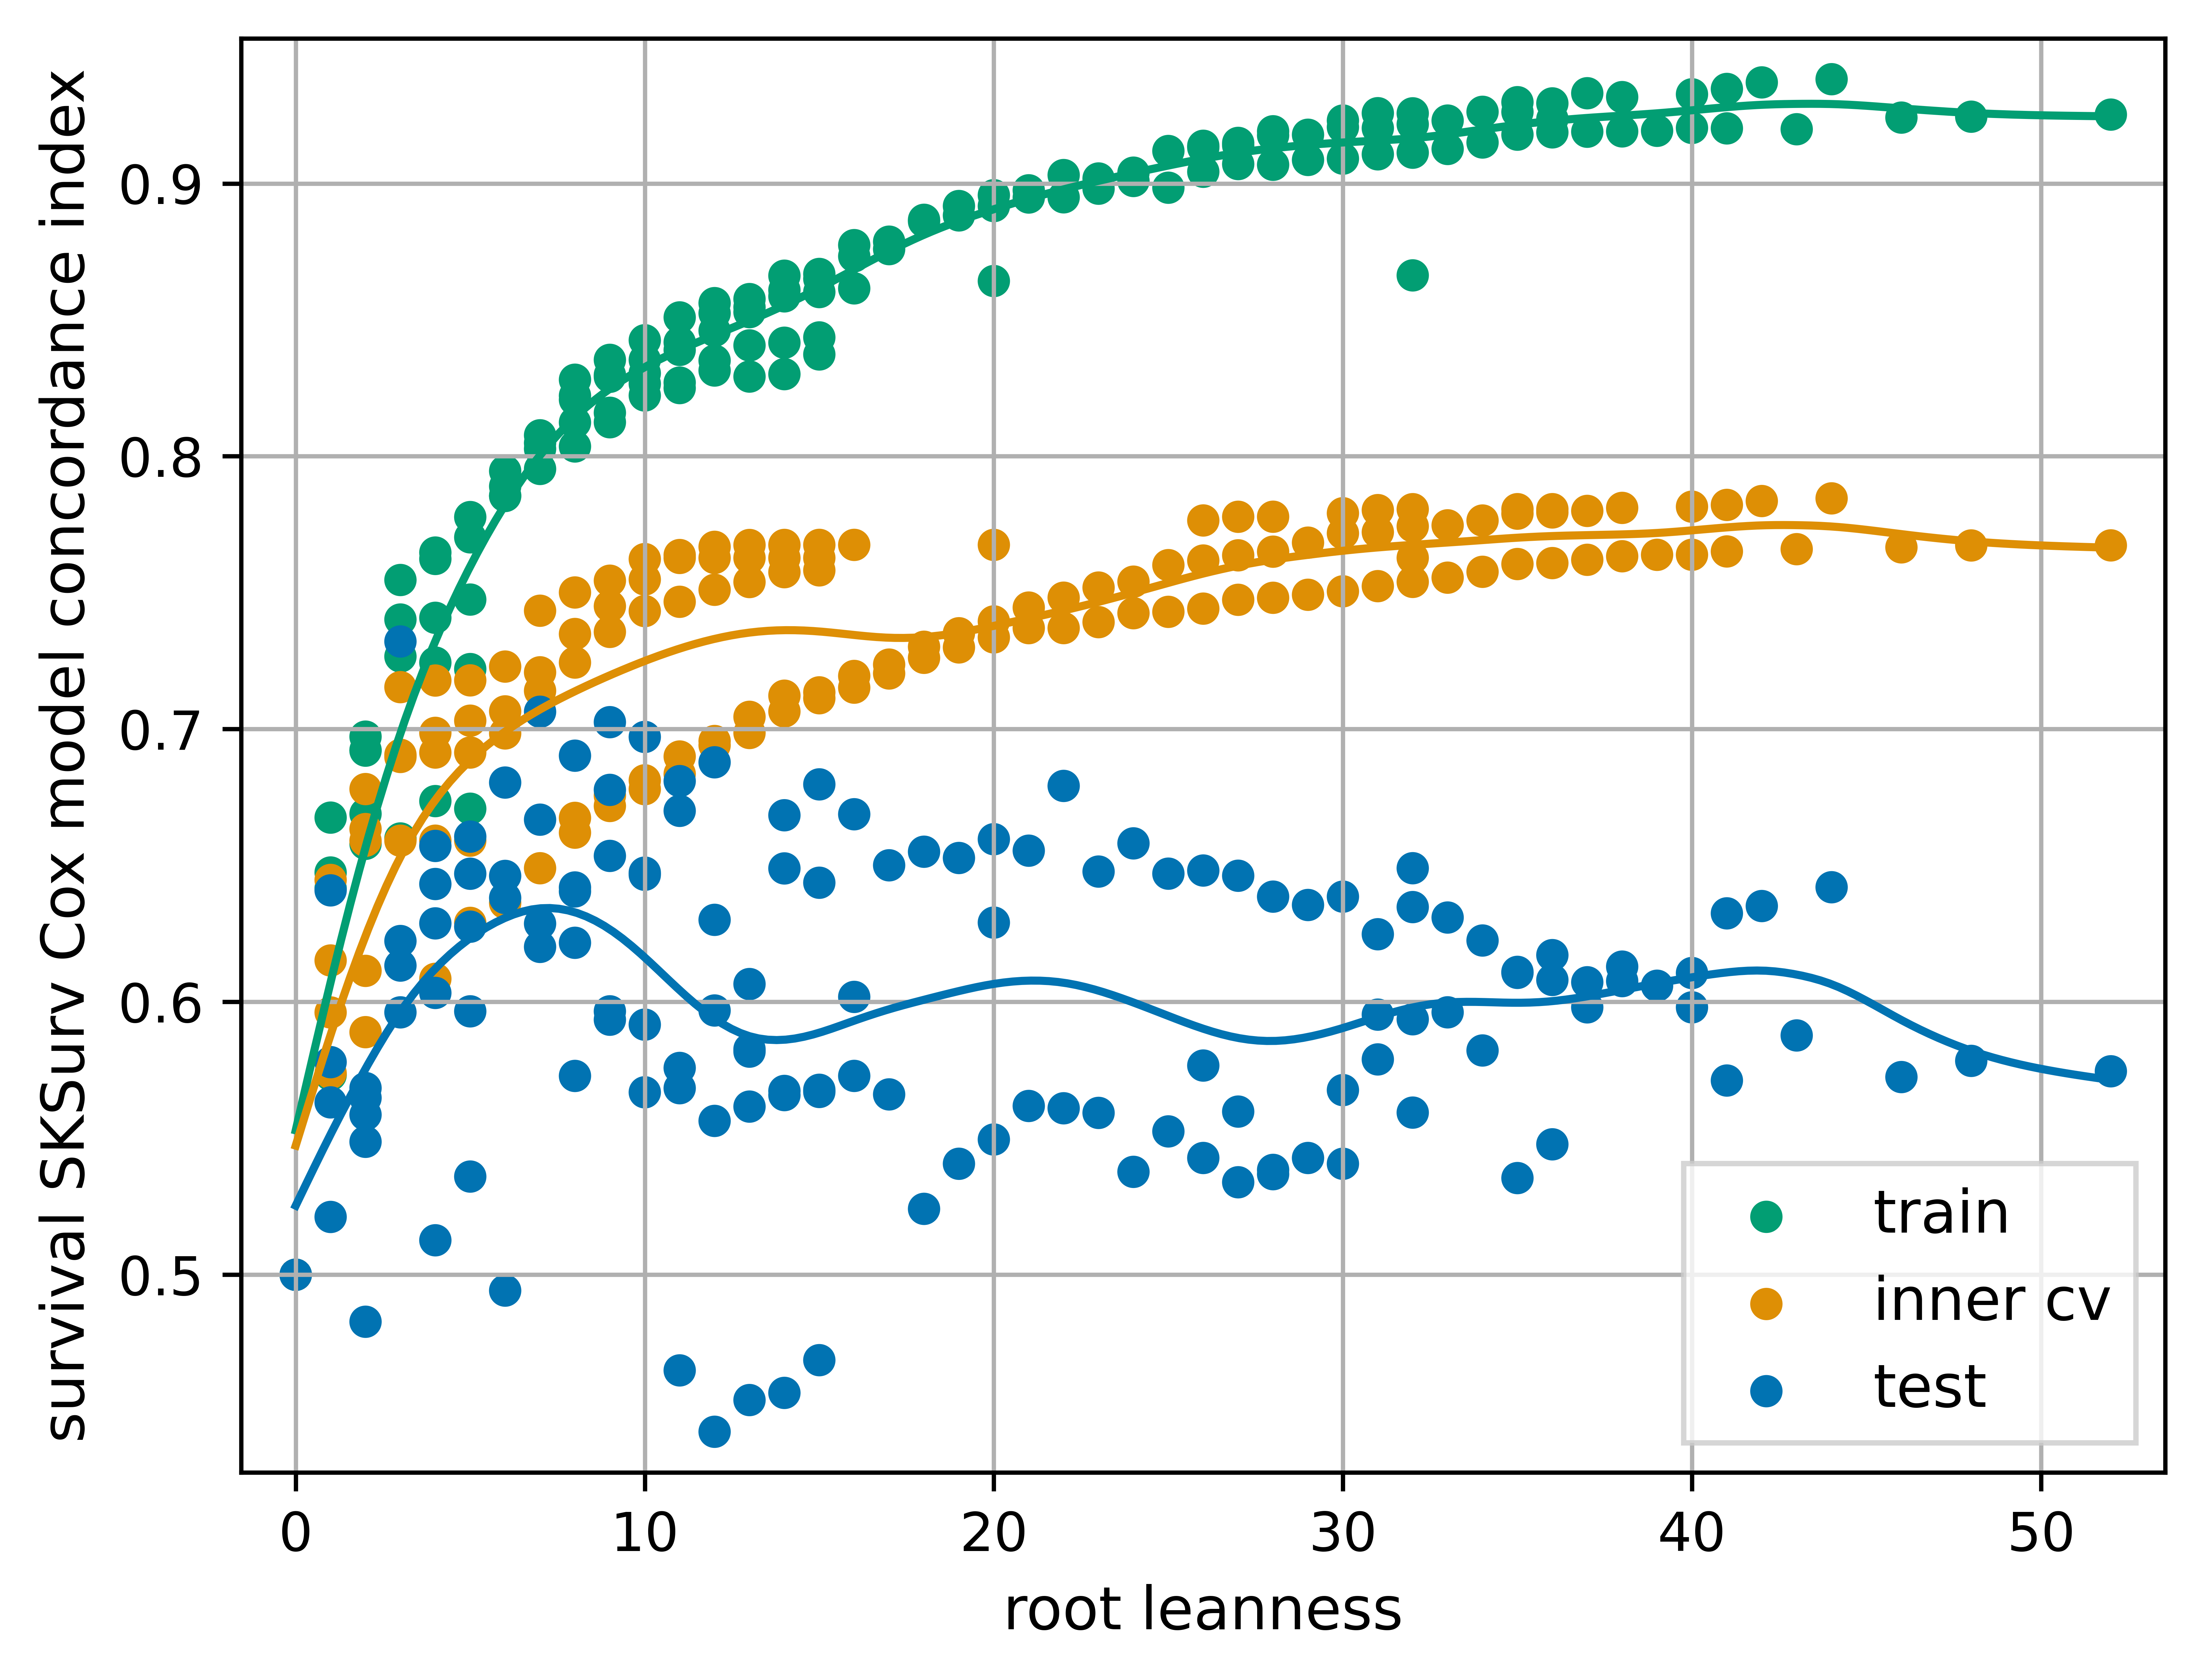 survival SKSurv Cox model concordance index
0.9
0.8
0.7
0.6
0.5
0 10 20 30 40 50
root leanness
train
inner cv
test